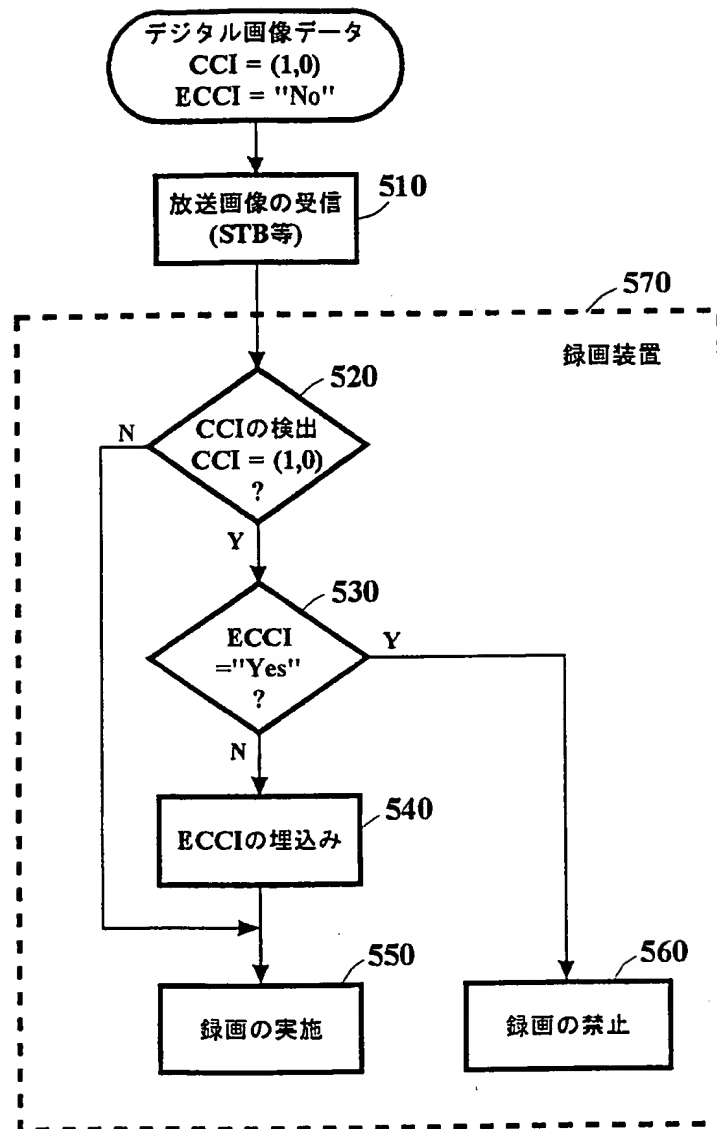 デジタル画像データ
CCI = (1,0)
ECCI = "No"
510
放送画像の受信
(STB等)
570
録画装置
520
CCIの検出
CCI = (1,0)
?
N
Y
530
ECCI
="Yes"
?
Y
N
540
ECCIの埋込み
550
録画の実施
560
録画の禁止